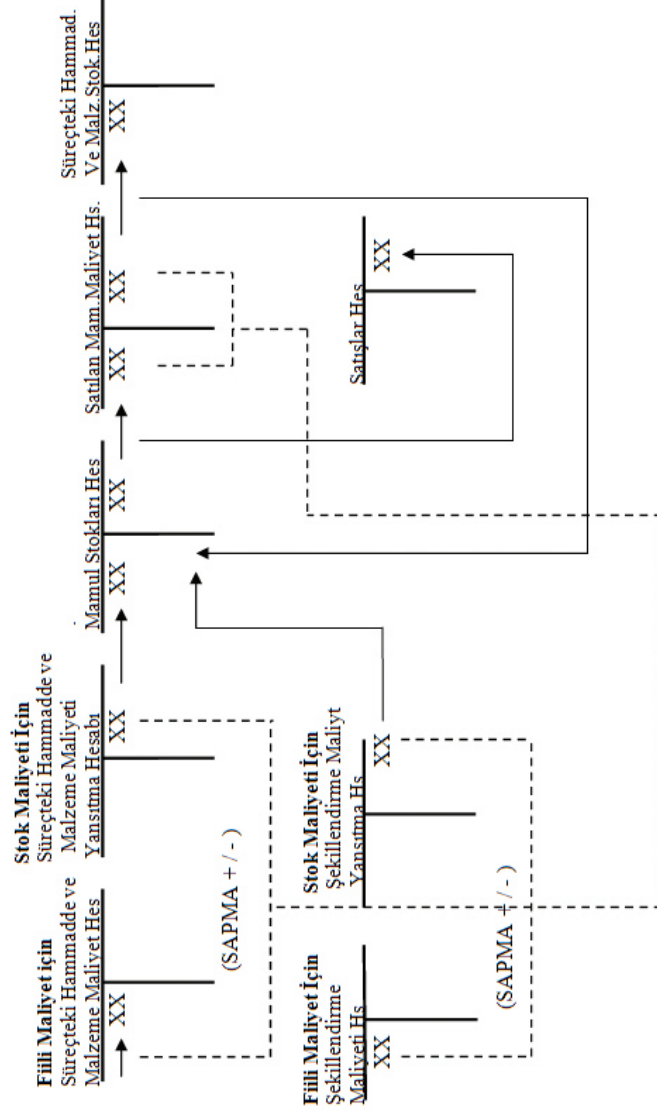 Fiili Maliyet için
Süreçteki Hammadde ve
Malzeme Maliyet Hes
XX
(SAPMA + / - )
Stok Maliyeti İçin
Süreçteki Hammadde ve
Malzeme Maliyeti
Yansıtma Hesabı
XX
Mamul Stokları Hes
XX
XX
Satılan Mam.Maliyet Hs.
XX
XX
Süreçteki Hammad.
Ve Malz.Stok.Hes
XX
Fiili Maliyet İçin
Şekillendirme
Maliyeti Hs
XX
(SAPMA + / - )
Stok Maliyeti İçin
Şekillendirme Maliyt
Yansıtma Hs
XX
Satışlar Hes
XX